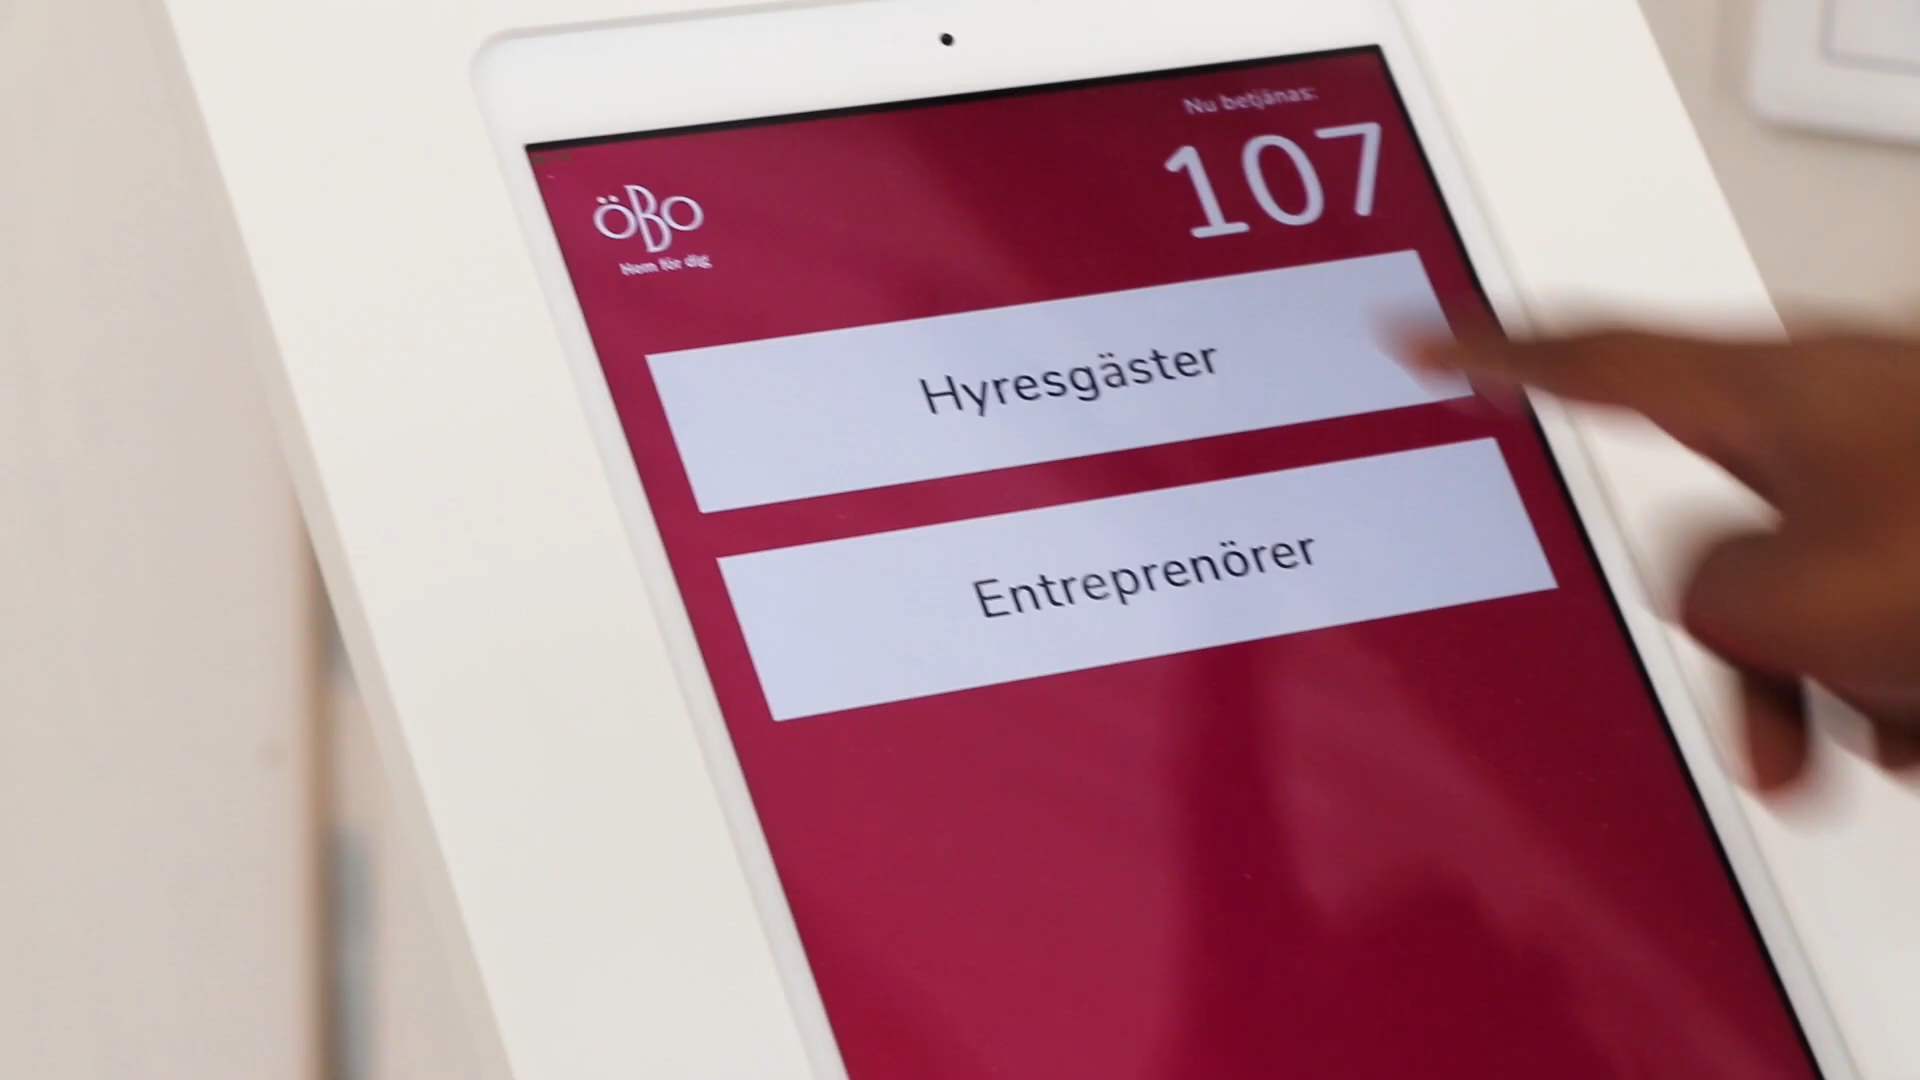 Nu betjänas:
107
ÖBO
Hem för dig
Hyresgäster
Entreprenörer